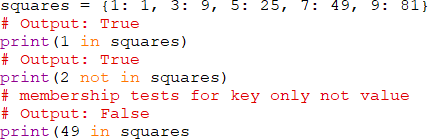 squares = {1: 1, 3: 9, 5: 25, 7: 49, 9: 81}
# Output: True
print(1 in squares)
# Output: True
print(2 not in squares)
# membership tests for key only not value
# Output: False
print(49 in squares